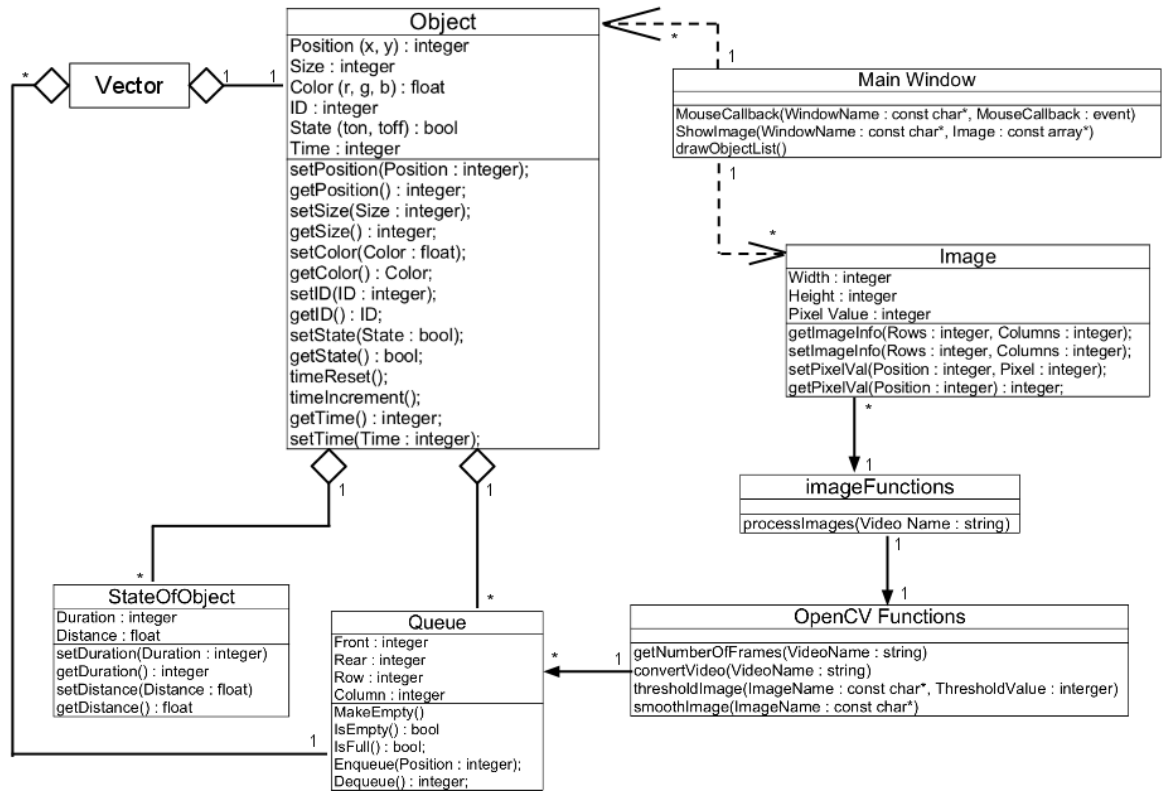 Object
Position (x, y) : integer
Size : integer
Color (r, g, b) : float
ID : integer
State (ton, toff) : bool
Time : integer
setPosition(Position : integer);
getPosition() : integer;
setSize(Size : integer);
getSize() : integer;
setColor(Color : float);
getColor() : Color;
setID(ID : integer);
getID() : ID;
setState(State : bool);
getState() : bool;
timeReset();
timeIncrement();
getTime() : integer;
setTime(Time : integer);
*
Vector
1
1
*
1
Main Window
MouseCallback(WindowName : const char*, MouseCallback : event)
ShowImage(WindowName : const char*, Image : const array*)
drawObjectList()
1
*
Image
Width : integer
Height : integer
Pixel Value : integer
getImageInfo(Rows : integer, Columns : integer);
setImageInfo(Rows : integer, Columns : integer);
setPixelVal(Position : integer, Pixel : integer);
getPixelVal(Position : integer) : integer;
*
1
imageFunctions
processImages(Video Name : string)
1
1
OpenCV Functions
getNumberOfFrames(VideoName : string)
convertVideo(VideoName : string)
thresholdImage(ImageName : const char*, ThresholdValue : interger)
smoothImage(ImageName : const char*)
1
*
1
1
*
*
StateOfObject
Duration : integer
Distance : float
setDuration(Duration : integer)
getDuration() : integer
setDistance(Distance : float)
getDistance() : float
Queue
Front : integer
Rear : integer
Row : integer
Column : integer
MakeEmpty()
IsEmpty() : bool
IsFull() : bool;
Enqueue(Position : integer);
Dequeue() : integer;
1